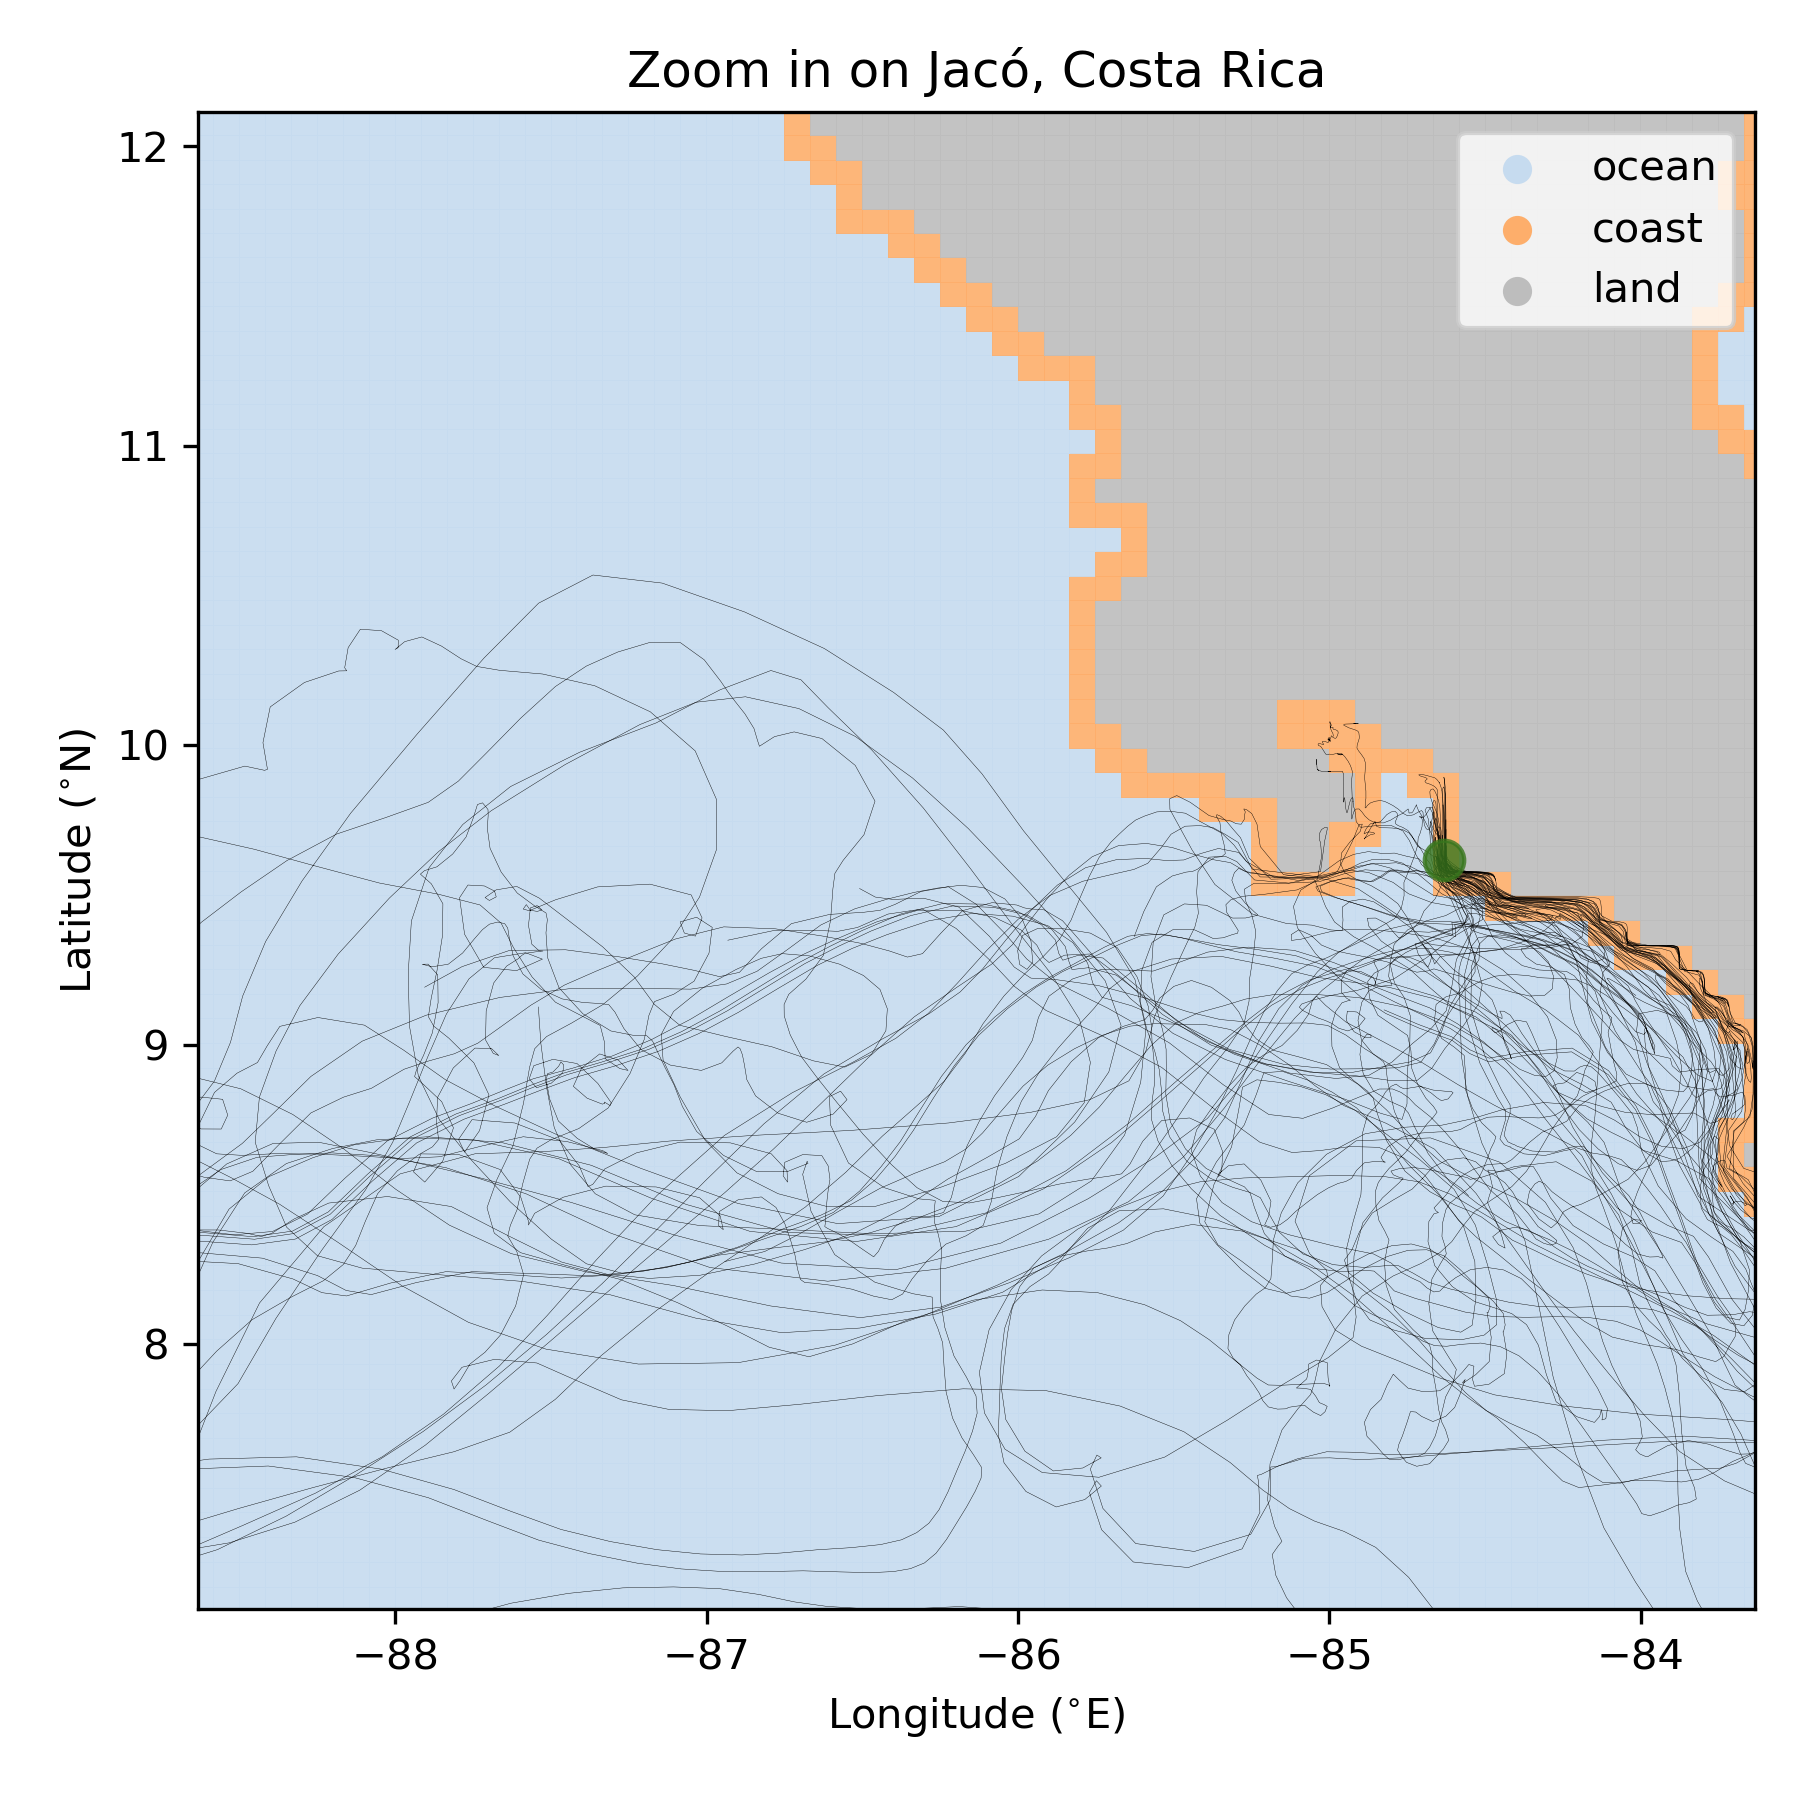 Zoom in on Jacó, Costa Rica
ocean
coast
land
12
11
10
9
8
Latitude (°N)
−88
−87
−86
−85
−84
Longitude (°E)